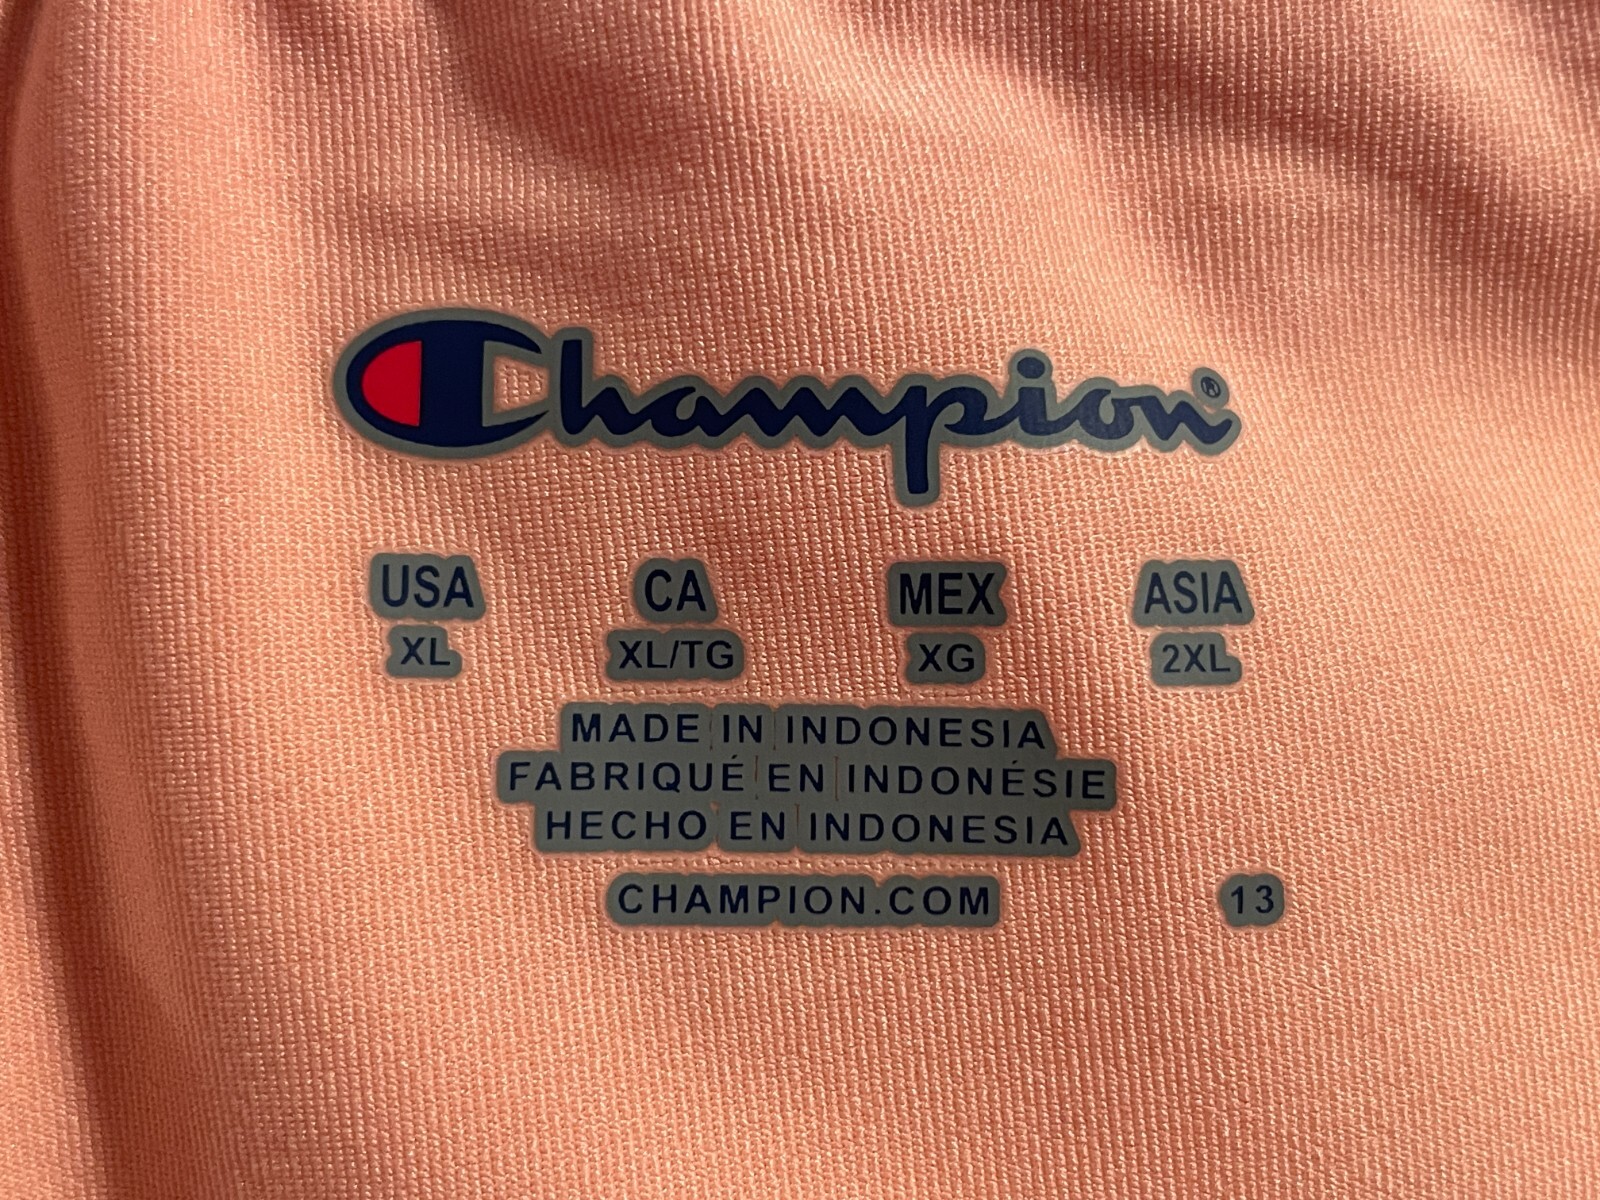 Champion®
USA CA MEX ASIA
XL XL/TG XG 2XL
MADE IN INDONESIA
FABRIQUÉ EN INDONÉSIE
HECHO EN INDONESIA
CHAMPION.COM 13